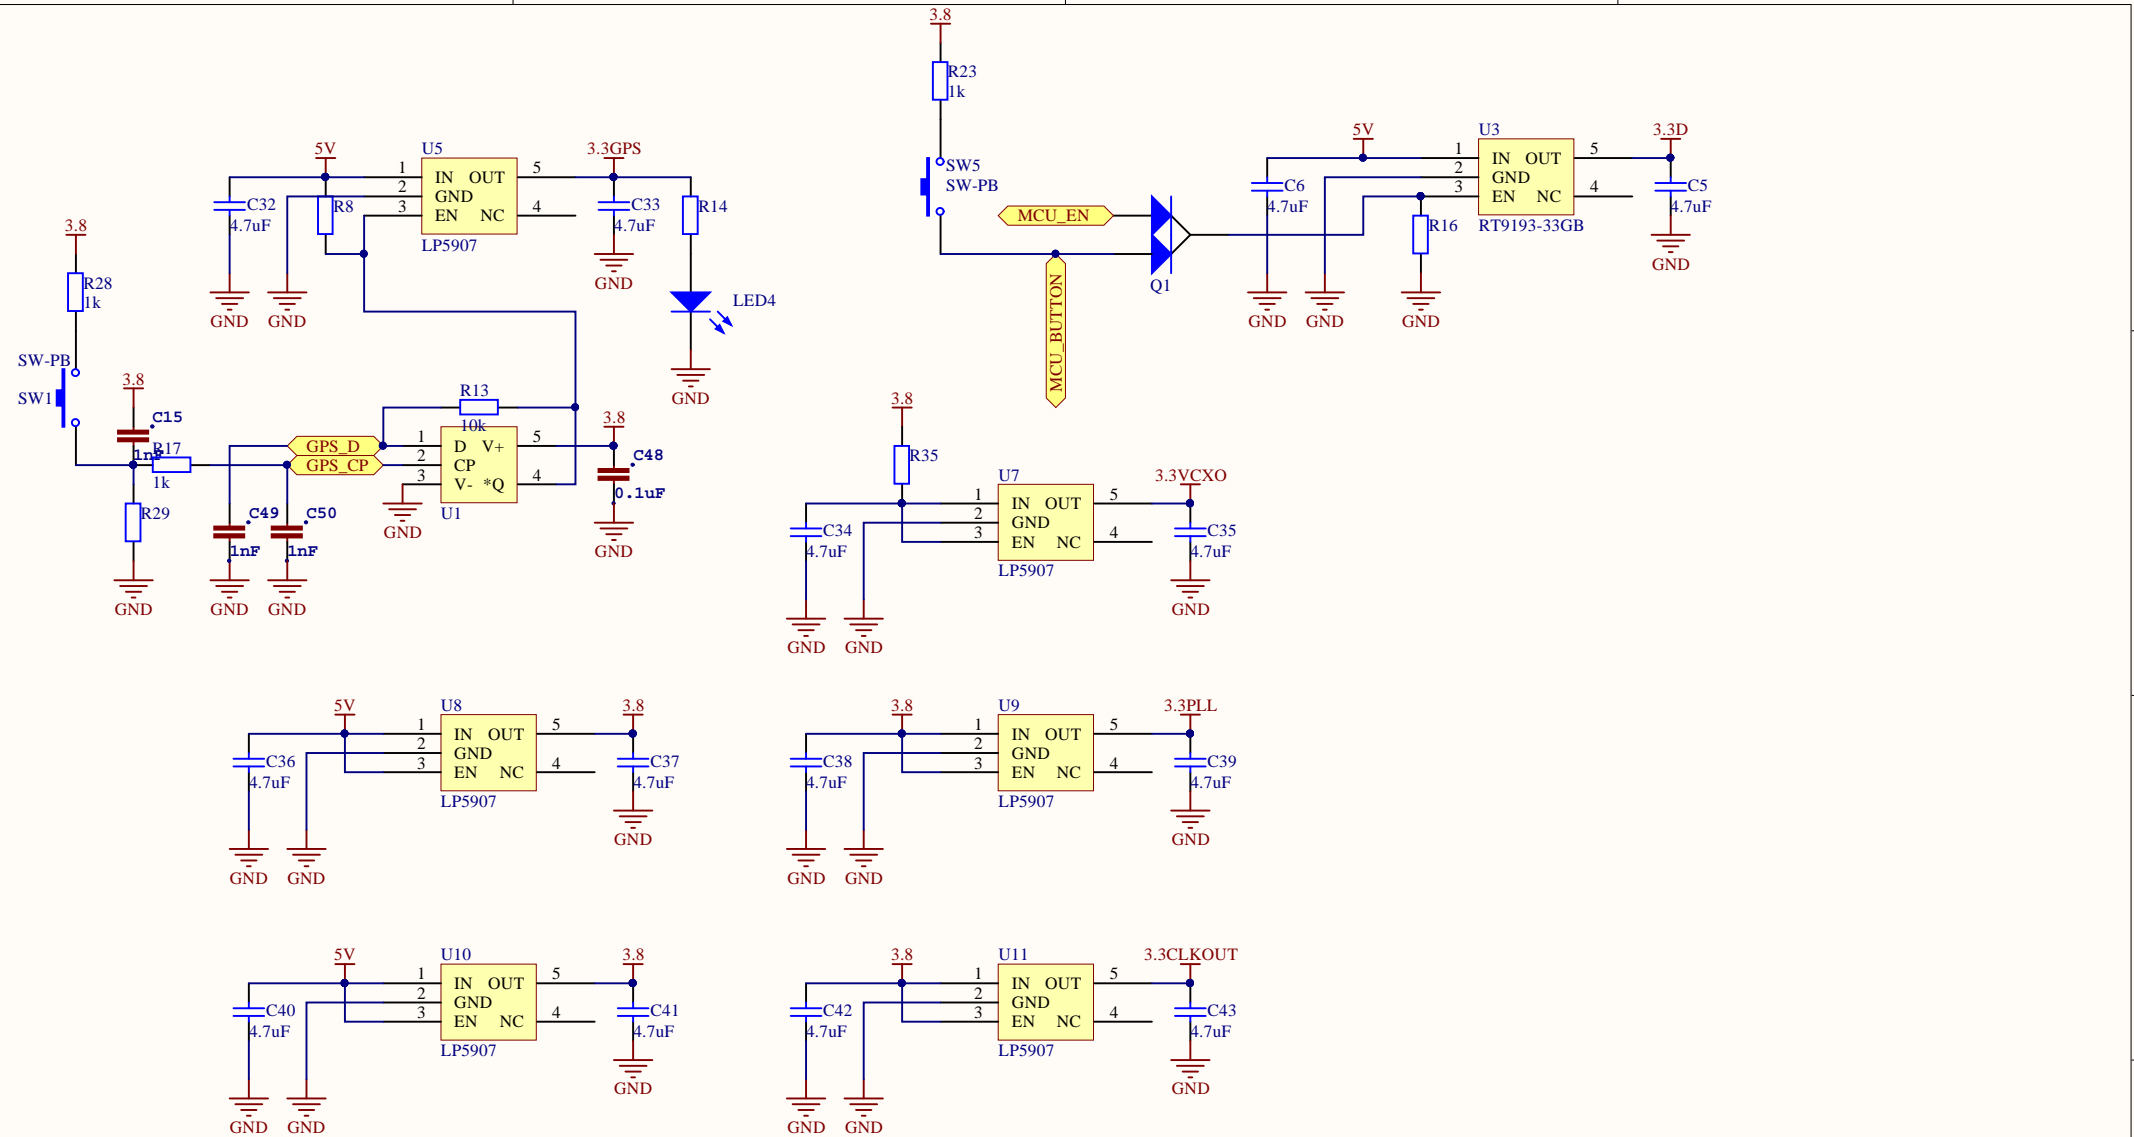 3.8
R23
1k
SW5
SW-PB
MCU_EN
MCU_BUTTON
Q1
5V
U3
3.3D
1
2
3
IN OUT
GND
EN NC
5
4
C6
4.7uF
C5
4.7uF
R16
RT9193-33GB
GND
GND
GND
GND
5V
U5
3.3GPS
1
2
3
IN OUT
GND
EN NC
5
4
C32
4.7uF
R8
LP5907
C33
4.7uF
R14
GND
GND
GND
LED4
GND
3.8
R28
1k
SW-PB
SW1
3.8
C15
1nF
R17
1k
R29
GND
GPS_D
GPS_CP
C49
1nF
C50
1nF
GND
GND
R13
10k
1
2
3
D V+
CP
V- *Q
5
4
U1
GND
3.8
C48
0.1uF
GND
3.8
R35
U7
3.3VCXO
1
2
3
IN OUT
GND
EN NC
5
4
C34
4.7uF
LP5907
C35
4.7uF
GND
GND
GND
5V
U8
3.8
1
2
3
IN OUT
GND
EN NC
5
4
C36
4.7uF
LP5907
C37
4.7uF
GND
GND
GND
3.8
U9
3.3PLL
1
2
3
IN OUT
GND
EN NC
5
4
C38
4.7uF
LP5907
C39
4.7uF
GND
GND
GND
5V
U10
3.8
1
2
3
IN OUT
GND
EN NC
5
4
C40
4.7uF
LP5907
C41
4.7uF
GND
GND
GND
3.8
U11
3.3CLKOUT
1
2
3
IN OUT
GND
EN NC
5
4
C42
4.7uF
LP5907
C43
4.7uF
GND
GND
GND